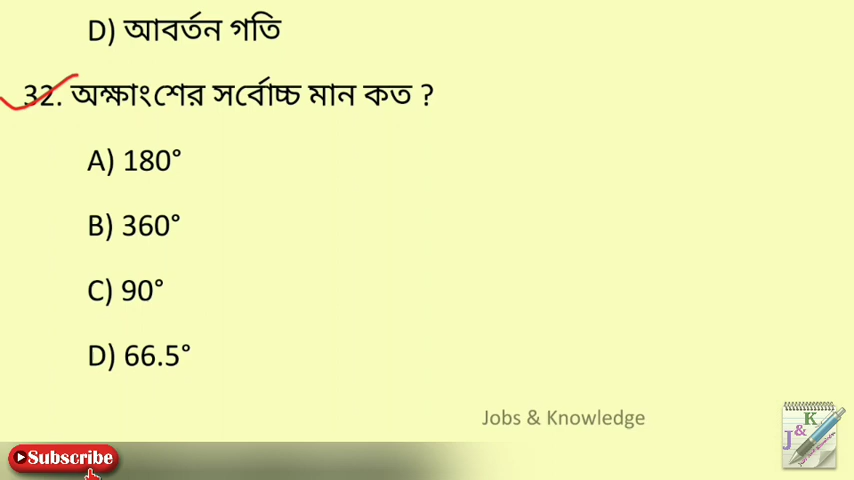 D) আবর্তন গতি
32. অক্ষাংশের সর্বোচ্চ মান কত ?
A) 180°
B) 360°
C) 90°
D) 66.5°
Jobs & Knowledge
J & K
Subscribe